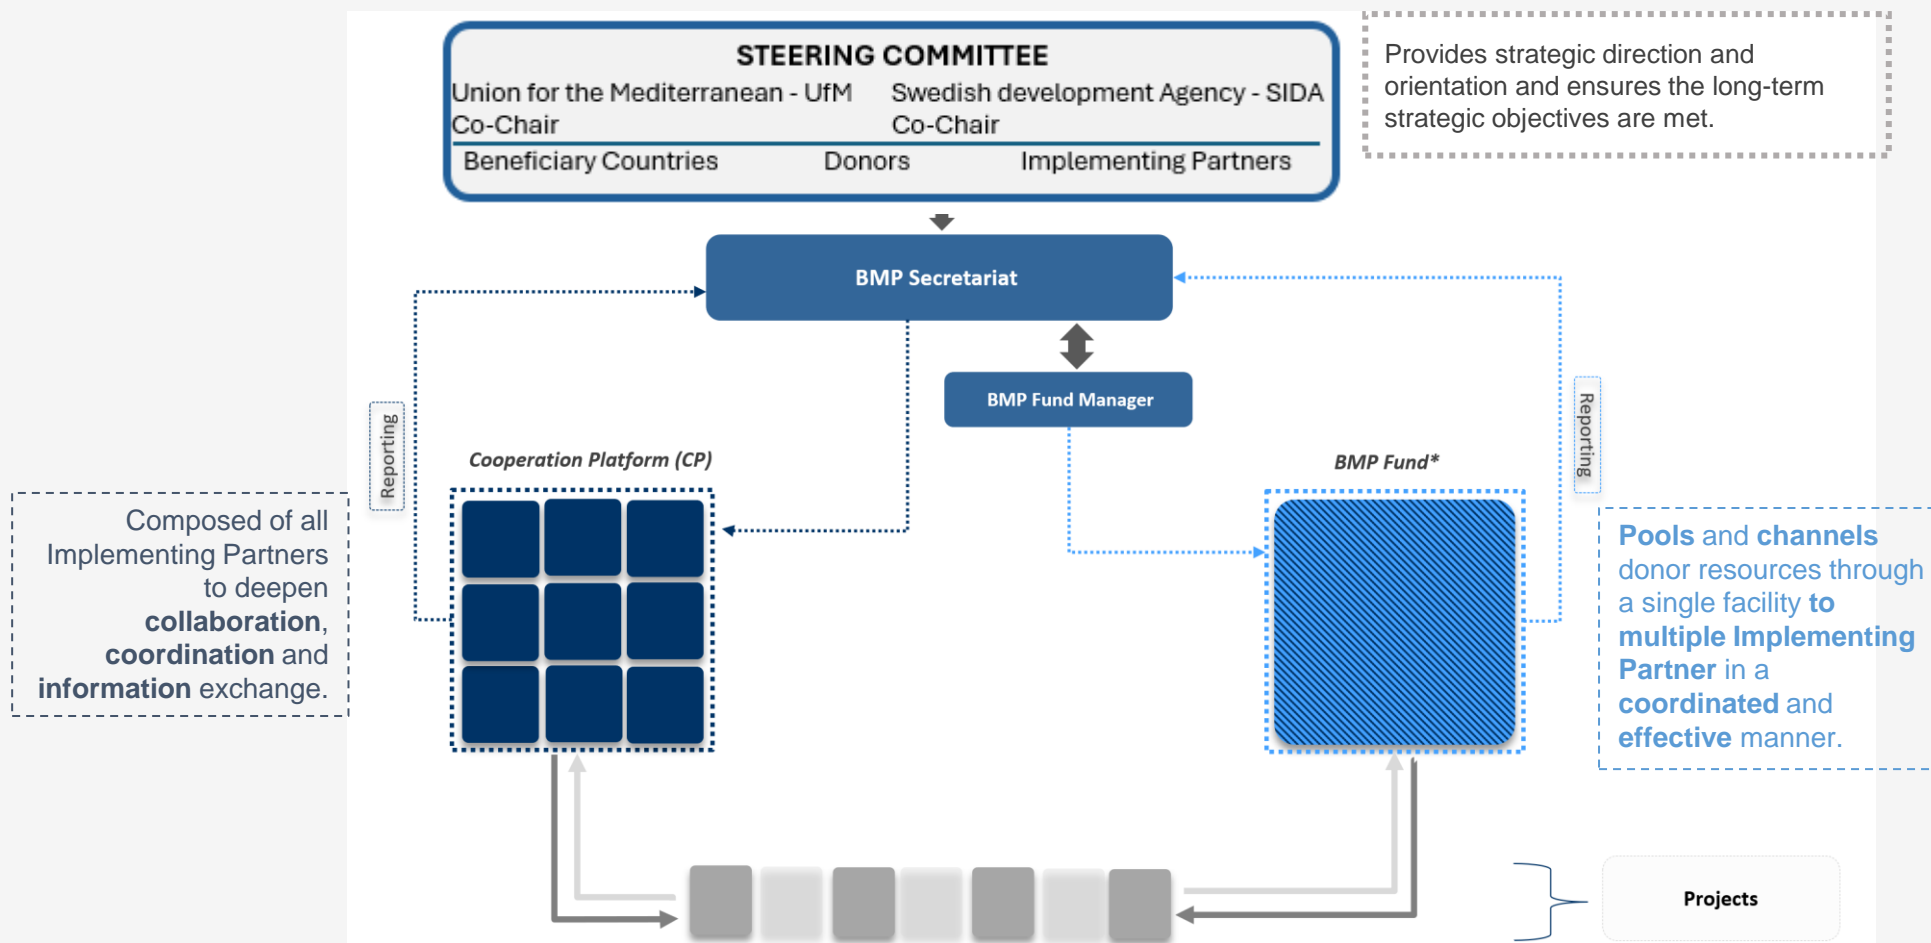 STEERING COMMITTEE
Union for the Mediterranean - UfM
Co-Chair
Swedish development Agency - SIDA
Co-Chair
Beneficiary Countries
Donors
Implementing Partners
Provides strategic direction and
orientation and ensures the long-term
strategic objectives are met.
BMP Secretariat
BMP Fund Manager
Reporting
Reporting
Cooperation Platform (CP)
BMP Fund*
Composed of all
Implementing Partners
to deepen
collaboration,
coordination and
information exchange.
Pools and channels
donor resources through
a single facility to
multiple Implementing
Partner in a
coordinated and
effective manner.
Projects